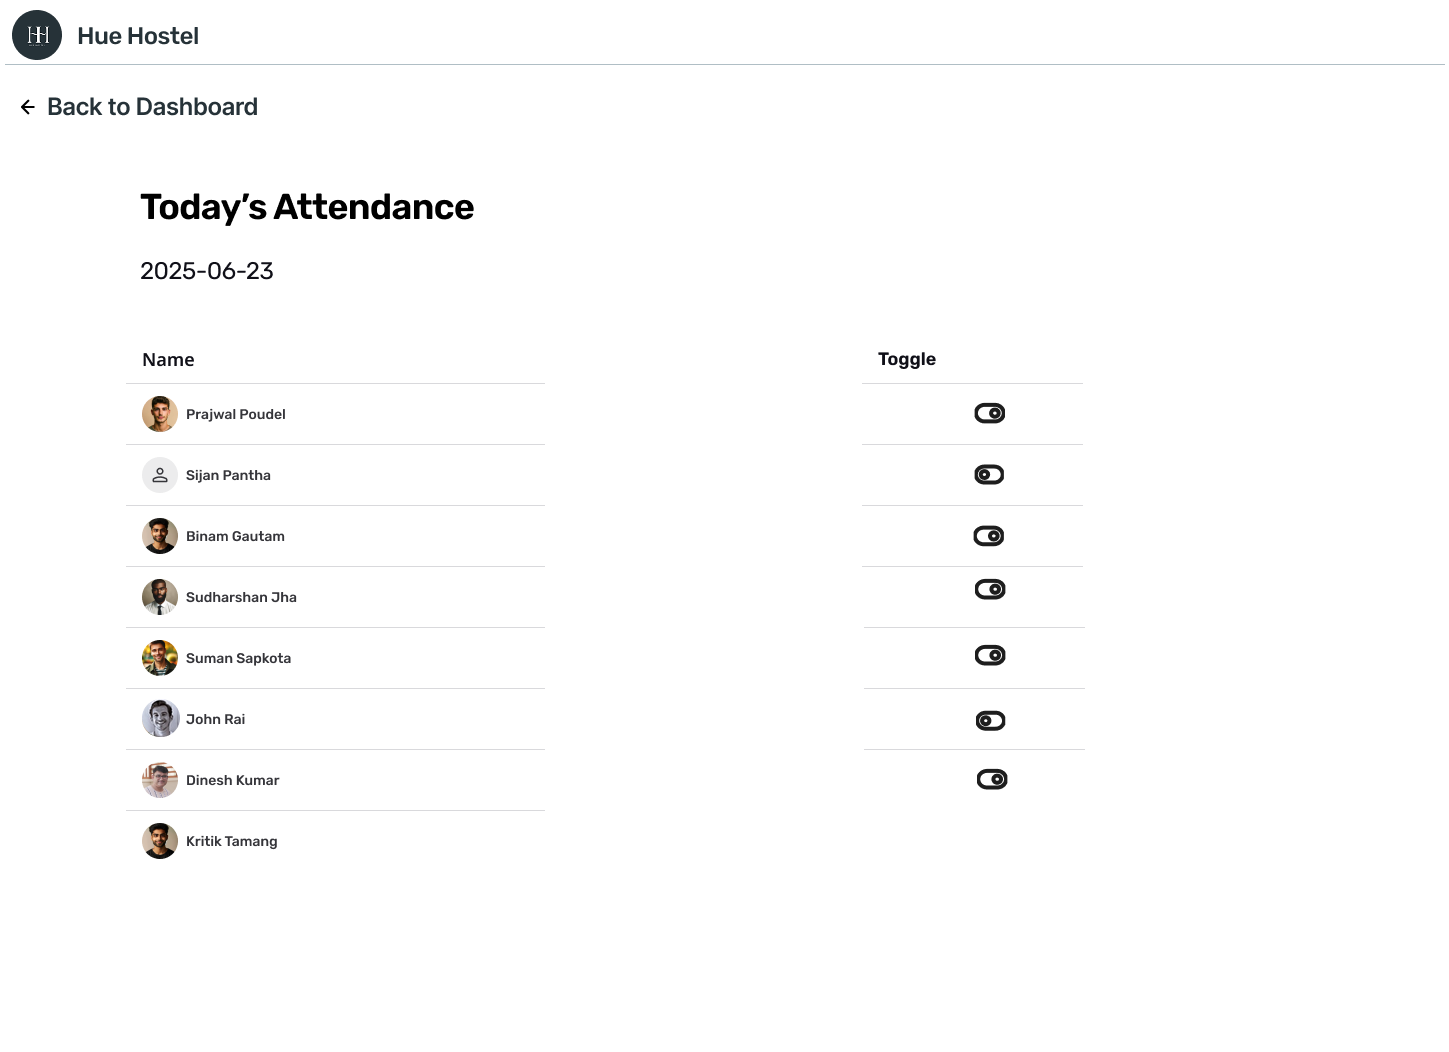 HH
Hue Hostel
Back to Dashboard
Today’s Attendance
2025-06-23
Name
Toggle
Prajwal Poudel
Sijan Pantha
Binam Gautam
Sudharshan Jha
Suman Sapkota
John Rai
Dinesh Kumar
Kritik Tamang